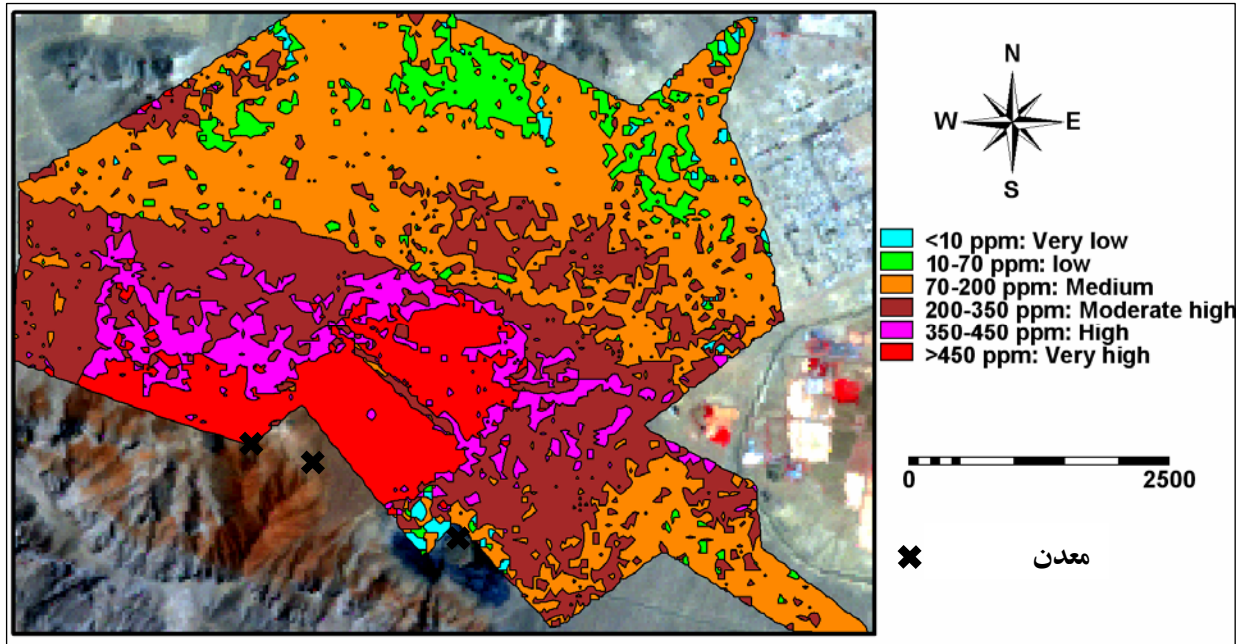 N
W E
S
<10 ppm: Very low
10-70 ppm: low
70-200 ppm: Medium
200-350 ppm: Moderate high
350-450 ppm: High
>450 ppm: Very high
0 2500
معدن